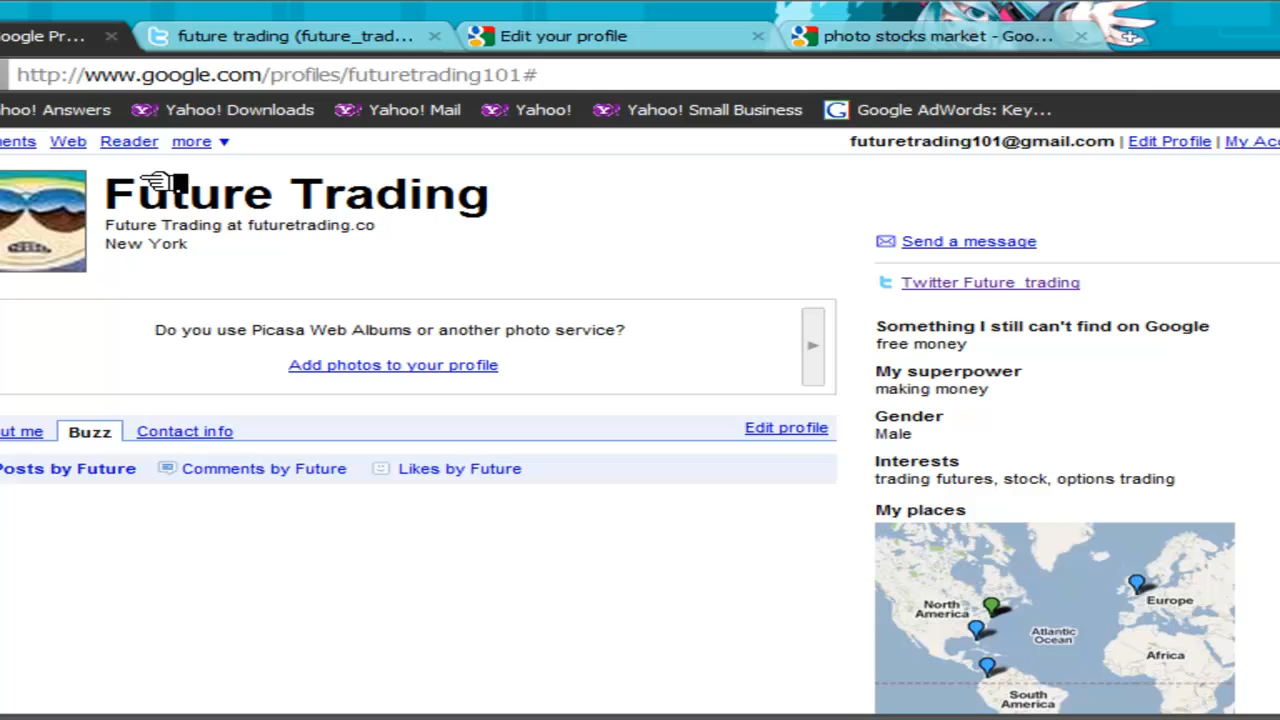 oogle Pr... future trading (future_trad... Edit your profile photo stocks market - Goo...
http://www.google.com/profiles/futuretrading101#
hoo! Answers Yahoo! Downloads Yahoo! Mail Yahoo! Yahoo! Small Business Google AdWords: Key...
ents Web Reader more ▼ futuretrading101@gmail.com | Edit Profile | My Acc
Future Trading
Future Trading at futuretrading.co
New York
Send a message
Twitter Future_trading
Do you use Picasa Web Albums or another photo service?
Add photos to your profile
Something I still can't find on Google
free money
My superpower
making money
Gender
Male
ut me Buzz Contact info Edit profile
Posts by Future Comments by Future Likes by Future
Interests
trading futures, stock, options trading
My places
North
America
Europe
Atlantic
Ocean
Africa
South
America